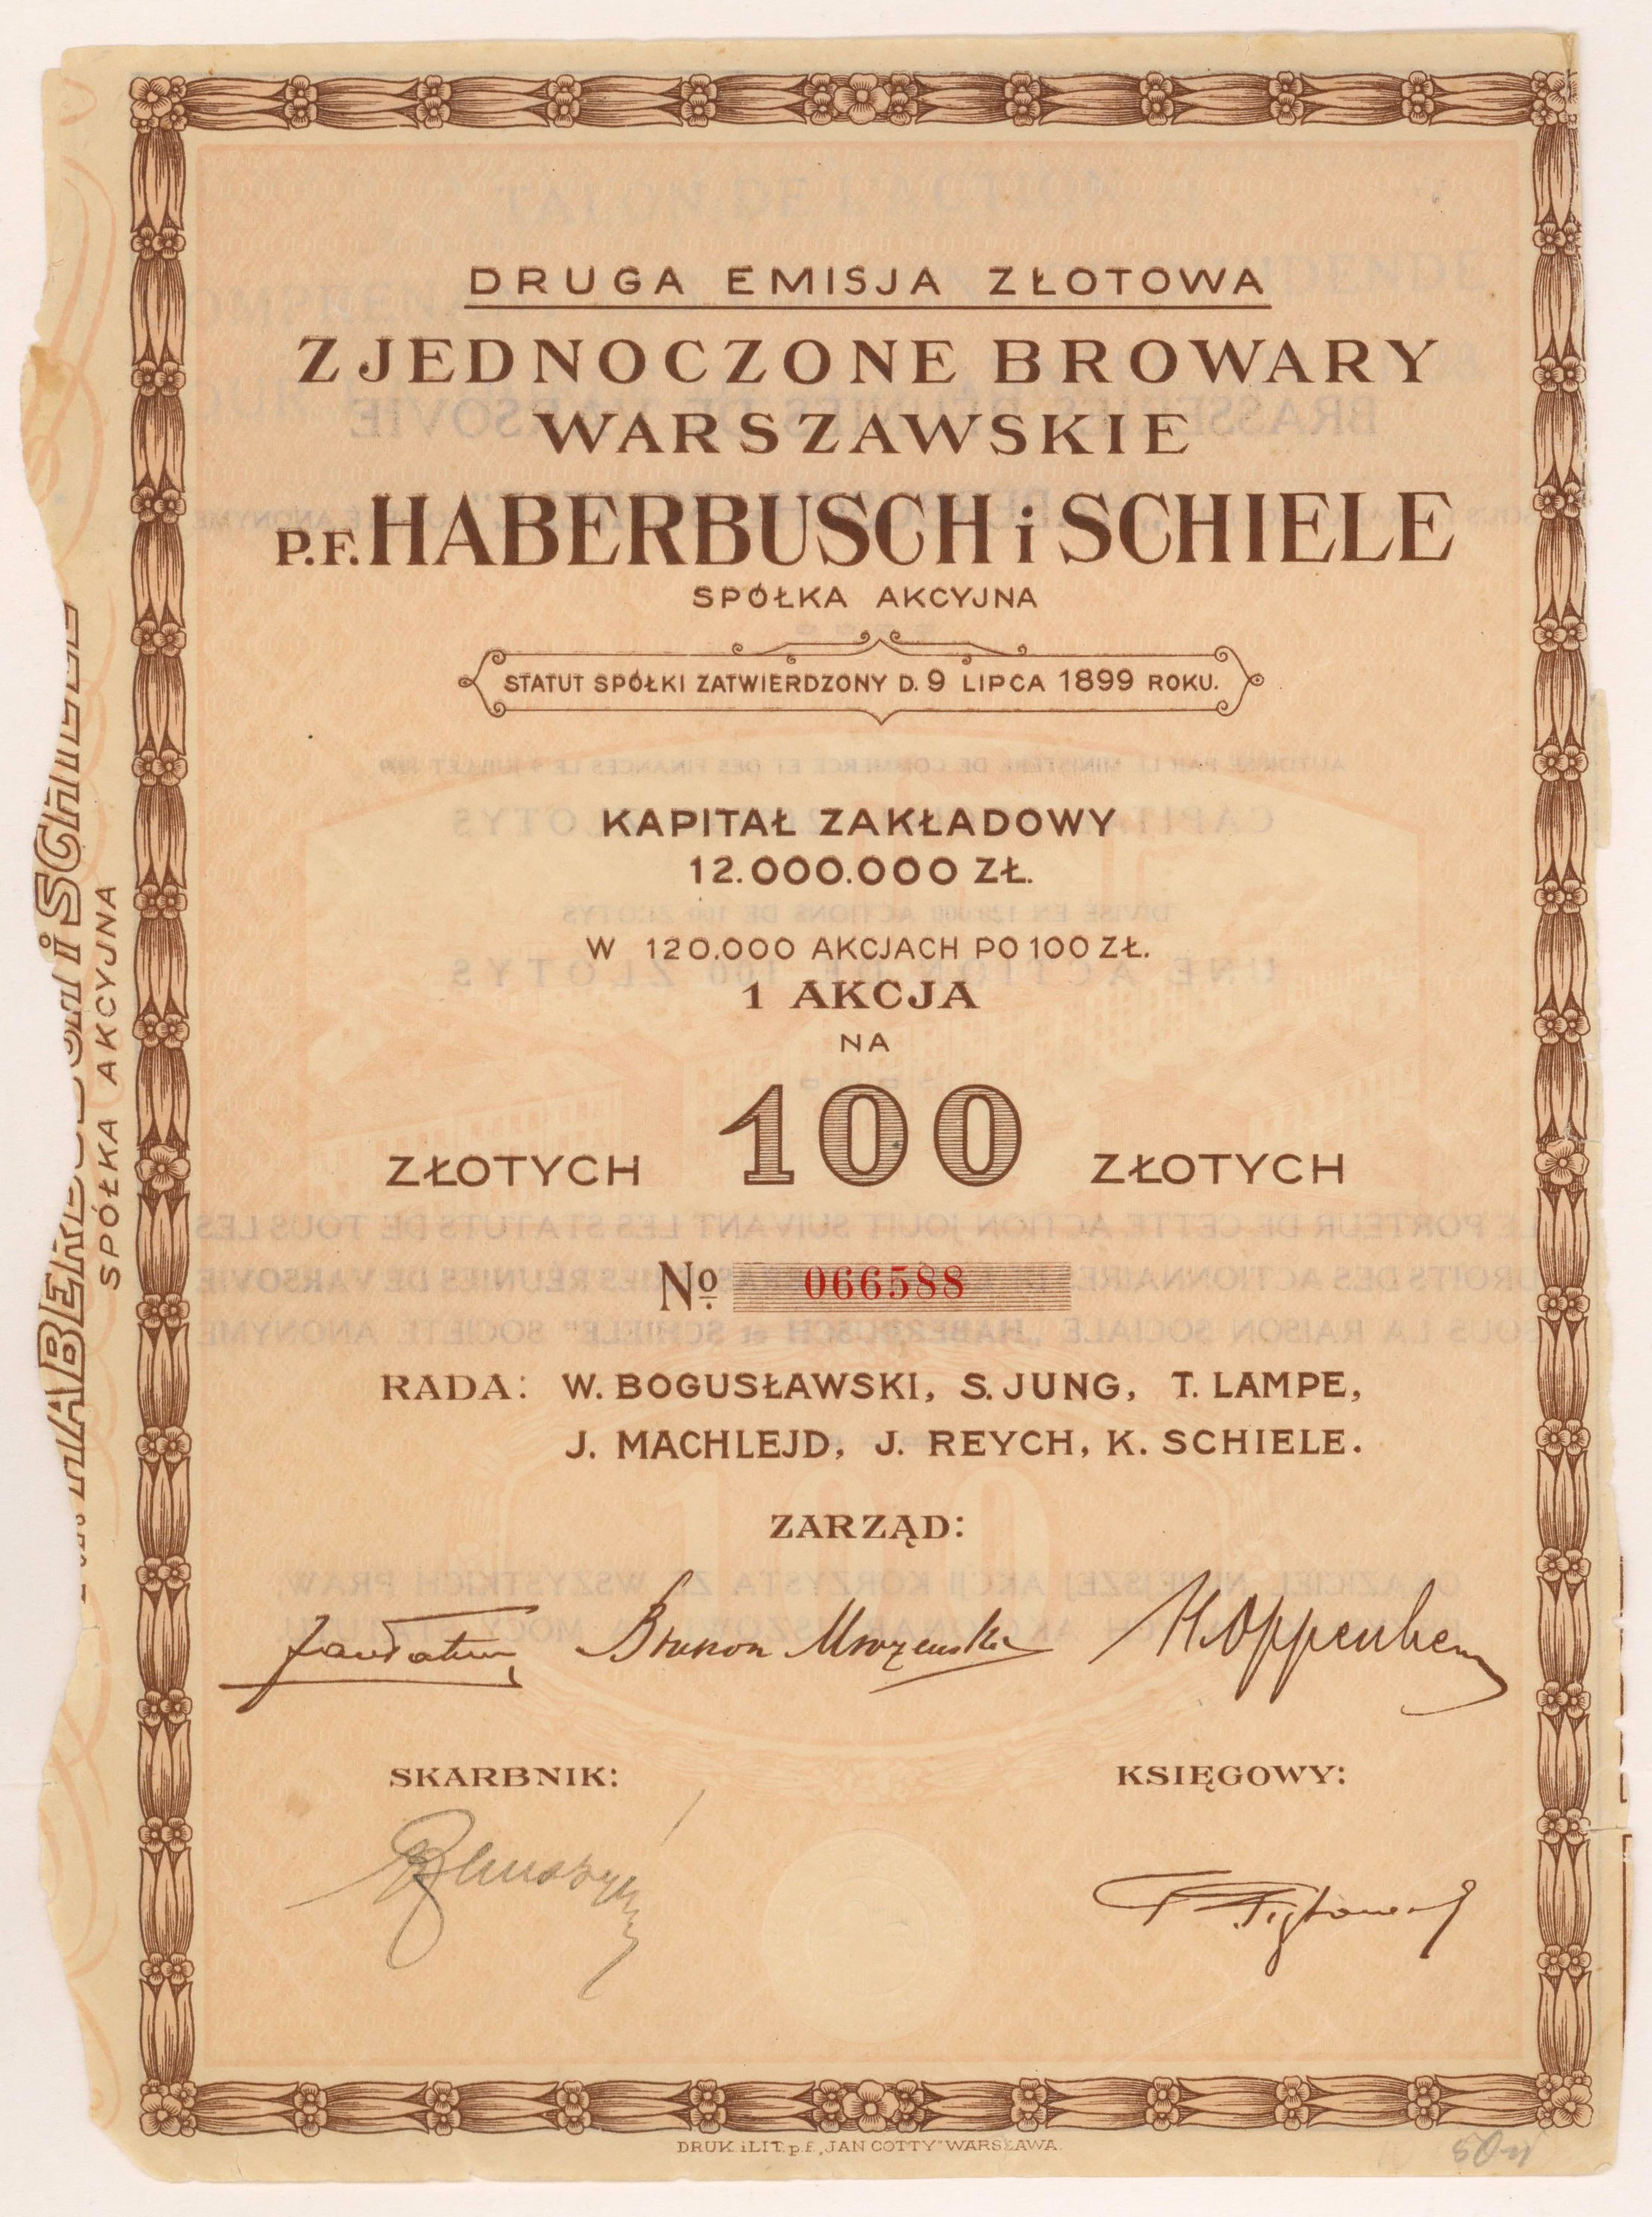 DRUGA EMISJA ZŁOTOWA
ZJEDNOCZONE BROWARY
WARSZAWSKIE
P.F. HABERBUSCH i SCHIELE
SPÓŁKA AKCYJNA
STATUT SPÓŁKI ZATWIERDZONY D. 9 LIPCA 1899 ROKU.
KAPITAŁ ZAKŁADOWY
12.000.000 ZŁ.
W 120.000 AKCJACH PO 100 ZŁ.
1 AKCJA
NA
ZŁOTYCH 100 ZŁOTYCH
No. 066588
RADA: W. BOGUSŁAWSKI, S. JUNG, T. LAMPE,
J. MACHLEJD, J. REYCH, K. SCHIELE.
ZARZĄD:
SKARBNIK: KSIĘGOWY:
DRUK. i LIT. p.f. „JAN COTTY" WARSZAWA.
HABERBUSCH i SCHIELE
SPÓŁKA AKCYJNA